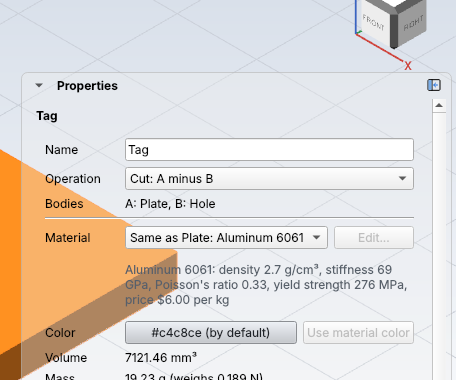 FRONT
RIGHT
X
Properties
Tag
Name Tag
Operation Cut: A minus B
Bodies A: Plate, B: Hole
Material Same as Plate: Aluminum 6061 Edit...
Aluminum 6061: density 2.7 g/cm³, stiffness 69
GPa, Poisson's ratio 0.33, yield strength 276 MPa,
price $6.00 per kg
Color #c4c8ce (by default) Use material color
Volume 7121.46 mm³
Mass 19.23 g (weighs 0.189 N)